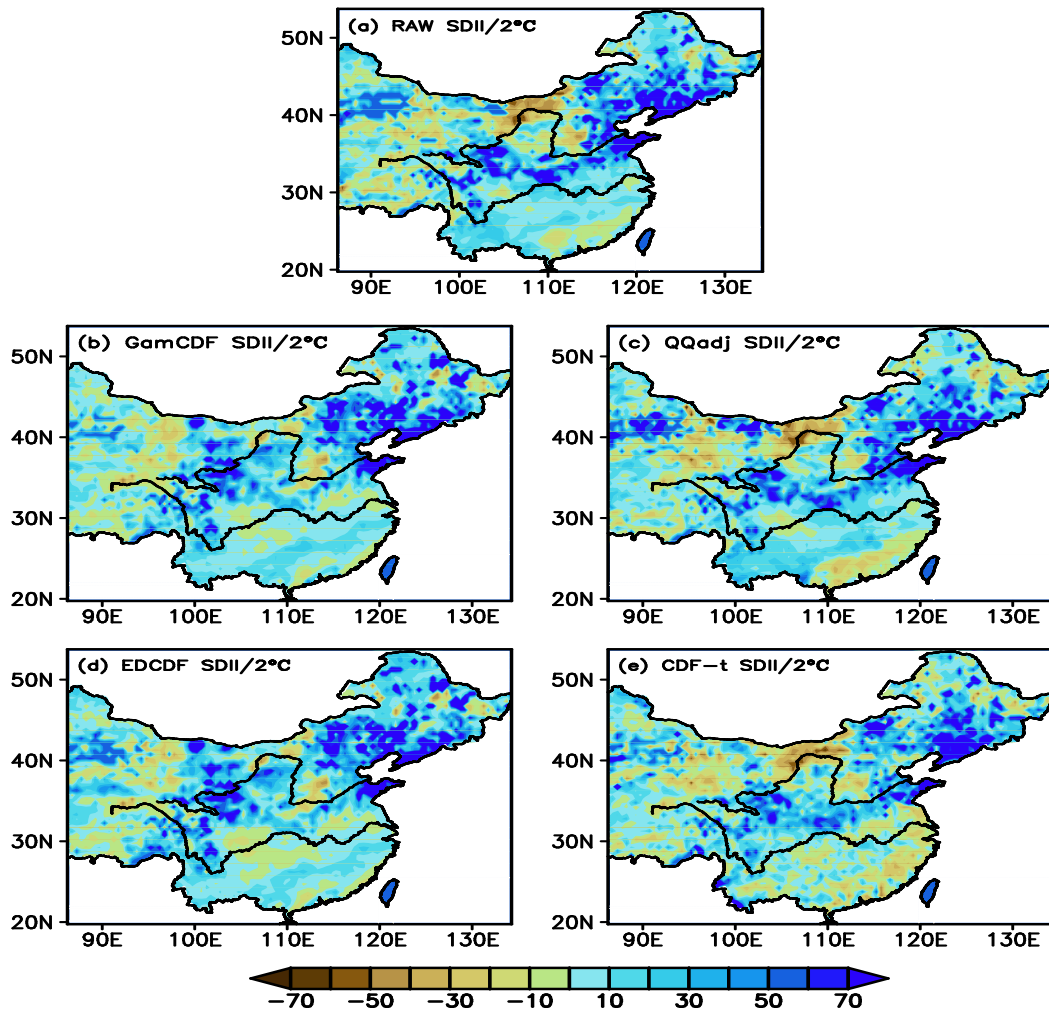 (a) RAW SDII/2°C
50N
40N
30N
20N
90E 100E 110E 120E 130E
(b) GamCDF SDII/2°C
(c) QQadj SDII/2°C
50N
50N
40N
40N
30N
30N
20N
20N
90E 100E 110E 120E 130E
90E 100E 110E 120E 130E
(d) EDCDF SDII/2°C
(e) CDF-t SDII/2°C
50N
50N
40N
40N
30N
30N
20N
20N
90E 100E 110E 120E 130E
90E 100E 110E 120E 130E
-70 -50 -30 -10 10 30 50 70